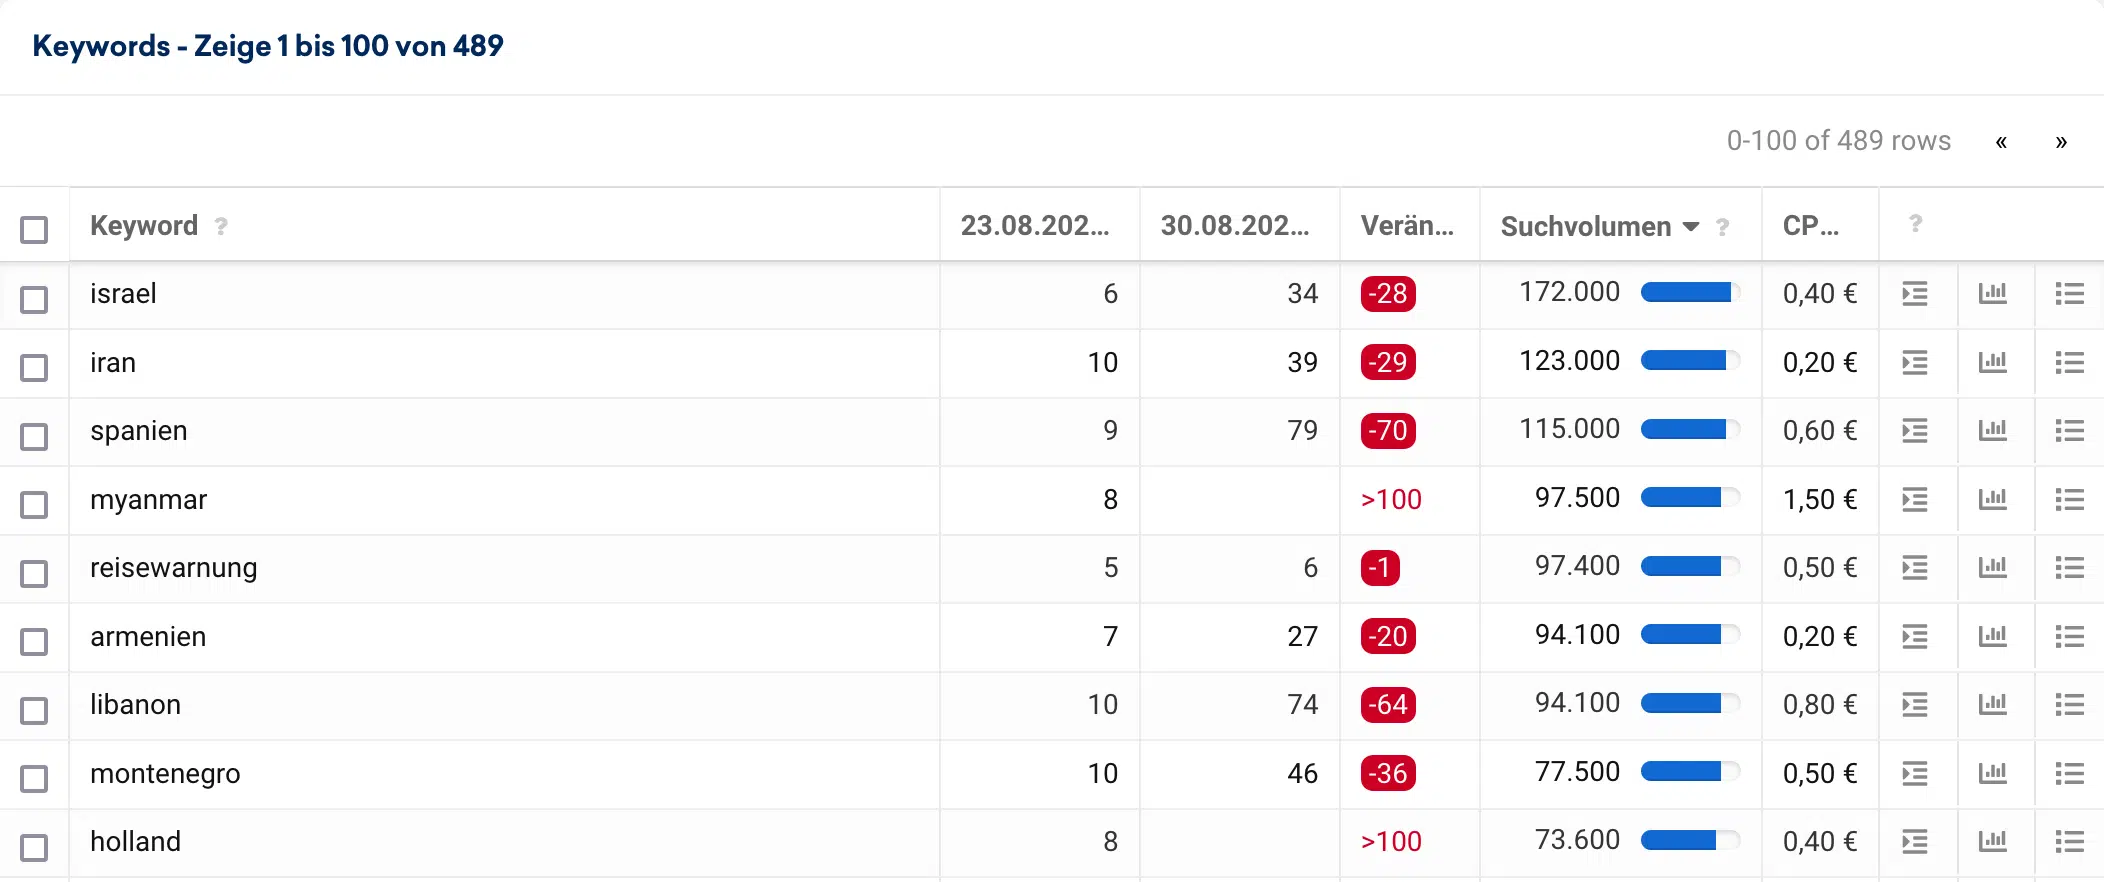 Keywords - Zeige 1 bis 100 von 489
0-100 of 489 rows « »
Keyword ? 23.08.202... 30.08.202... Verän... Suchvolumen ? CP... ?
israel 6 34 -28 172.000 0,40 €
iran 10 39 -29 123.000 0,20 €
spanien 9 79 -70 115.000 0,60 €
myanmar 8 >100 97.500 1,50 €
reisewarnung 5 6 -1 97.400 0,50 €
armenien 7 27 -20 94.100 0,20 €
libanon 10 74 -64 94.100 0,80 €
montenegro 10 46 -36 77.500 0,50 €
holland 8 >100 73.600 0,40 €